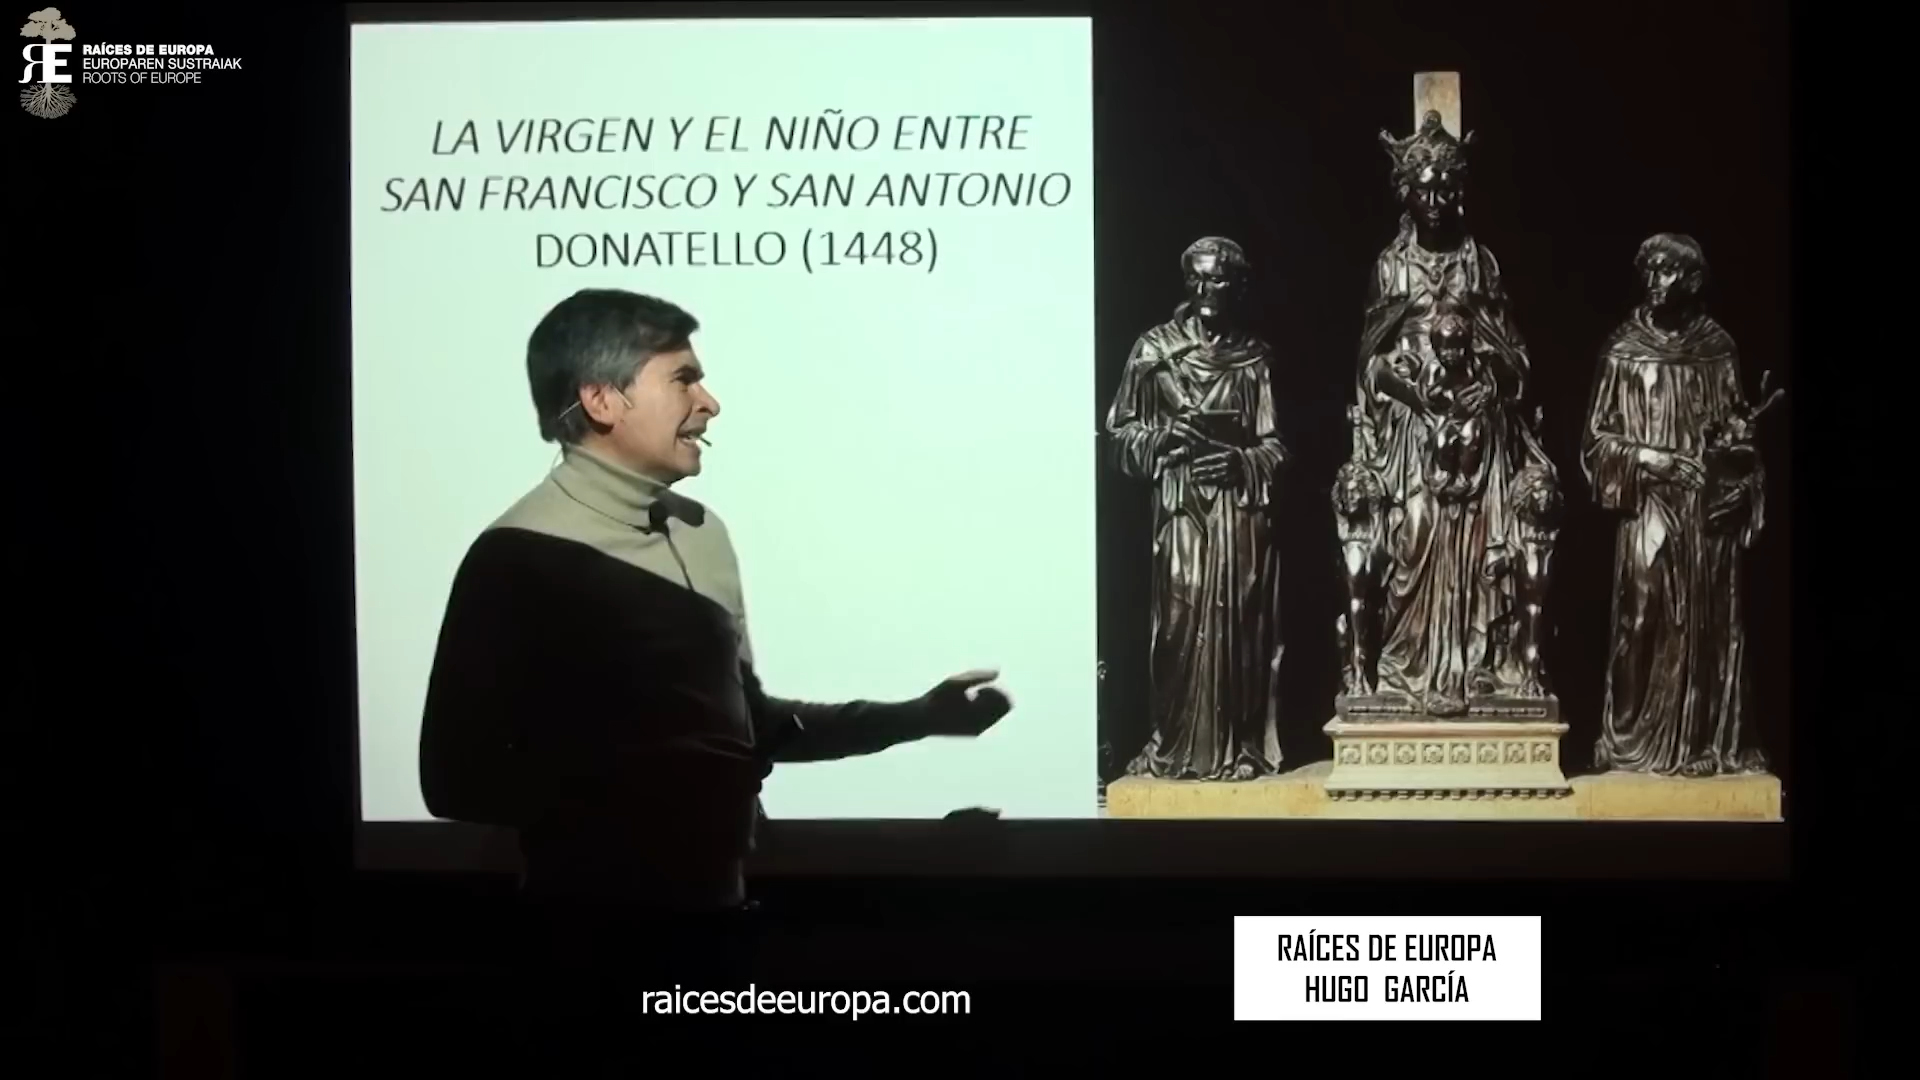 RAÍCES DE EUROPA
EUROPAREN SUSTRAIAK
ROOTS OF EUROPE
LA VIRGEN Y EL NIÑO ENTRE
SAN FRANCISCO Y SAN ANTONIO
DONATELLO (1448)
RAÍCES DE EUROPA
HUGO GARCÍA
raicesdeeuropa.com